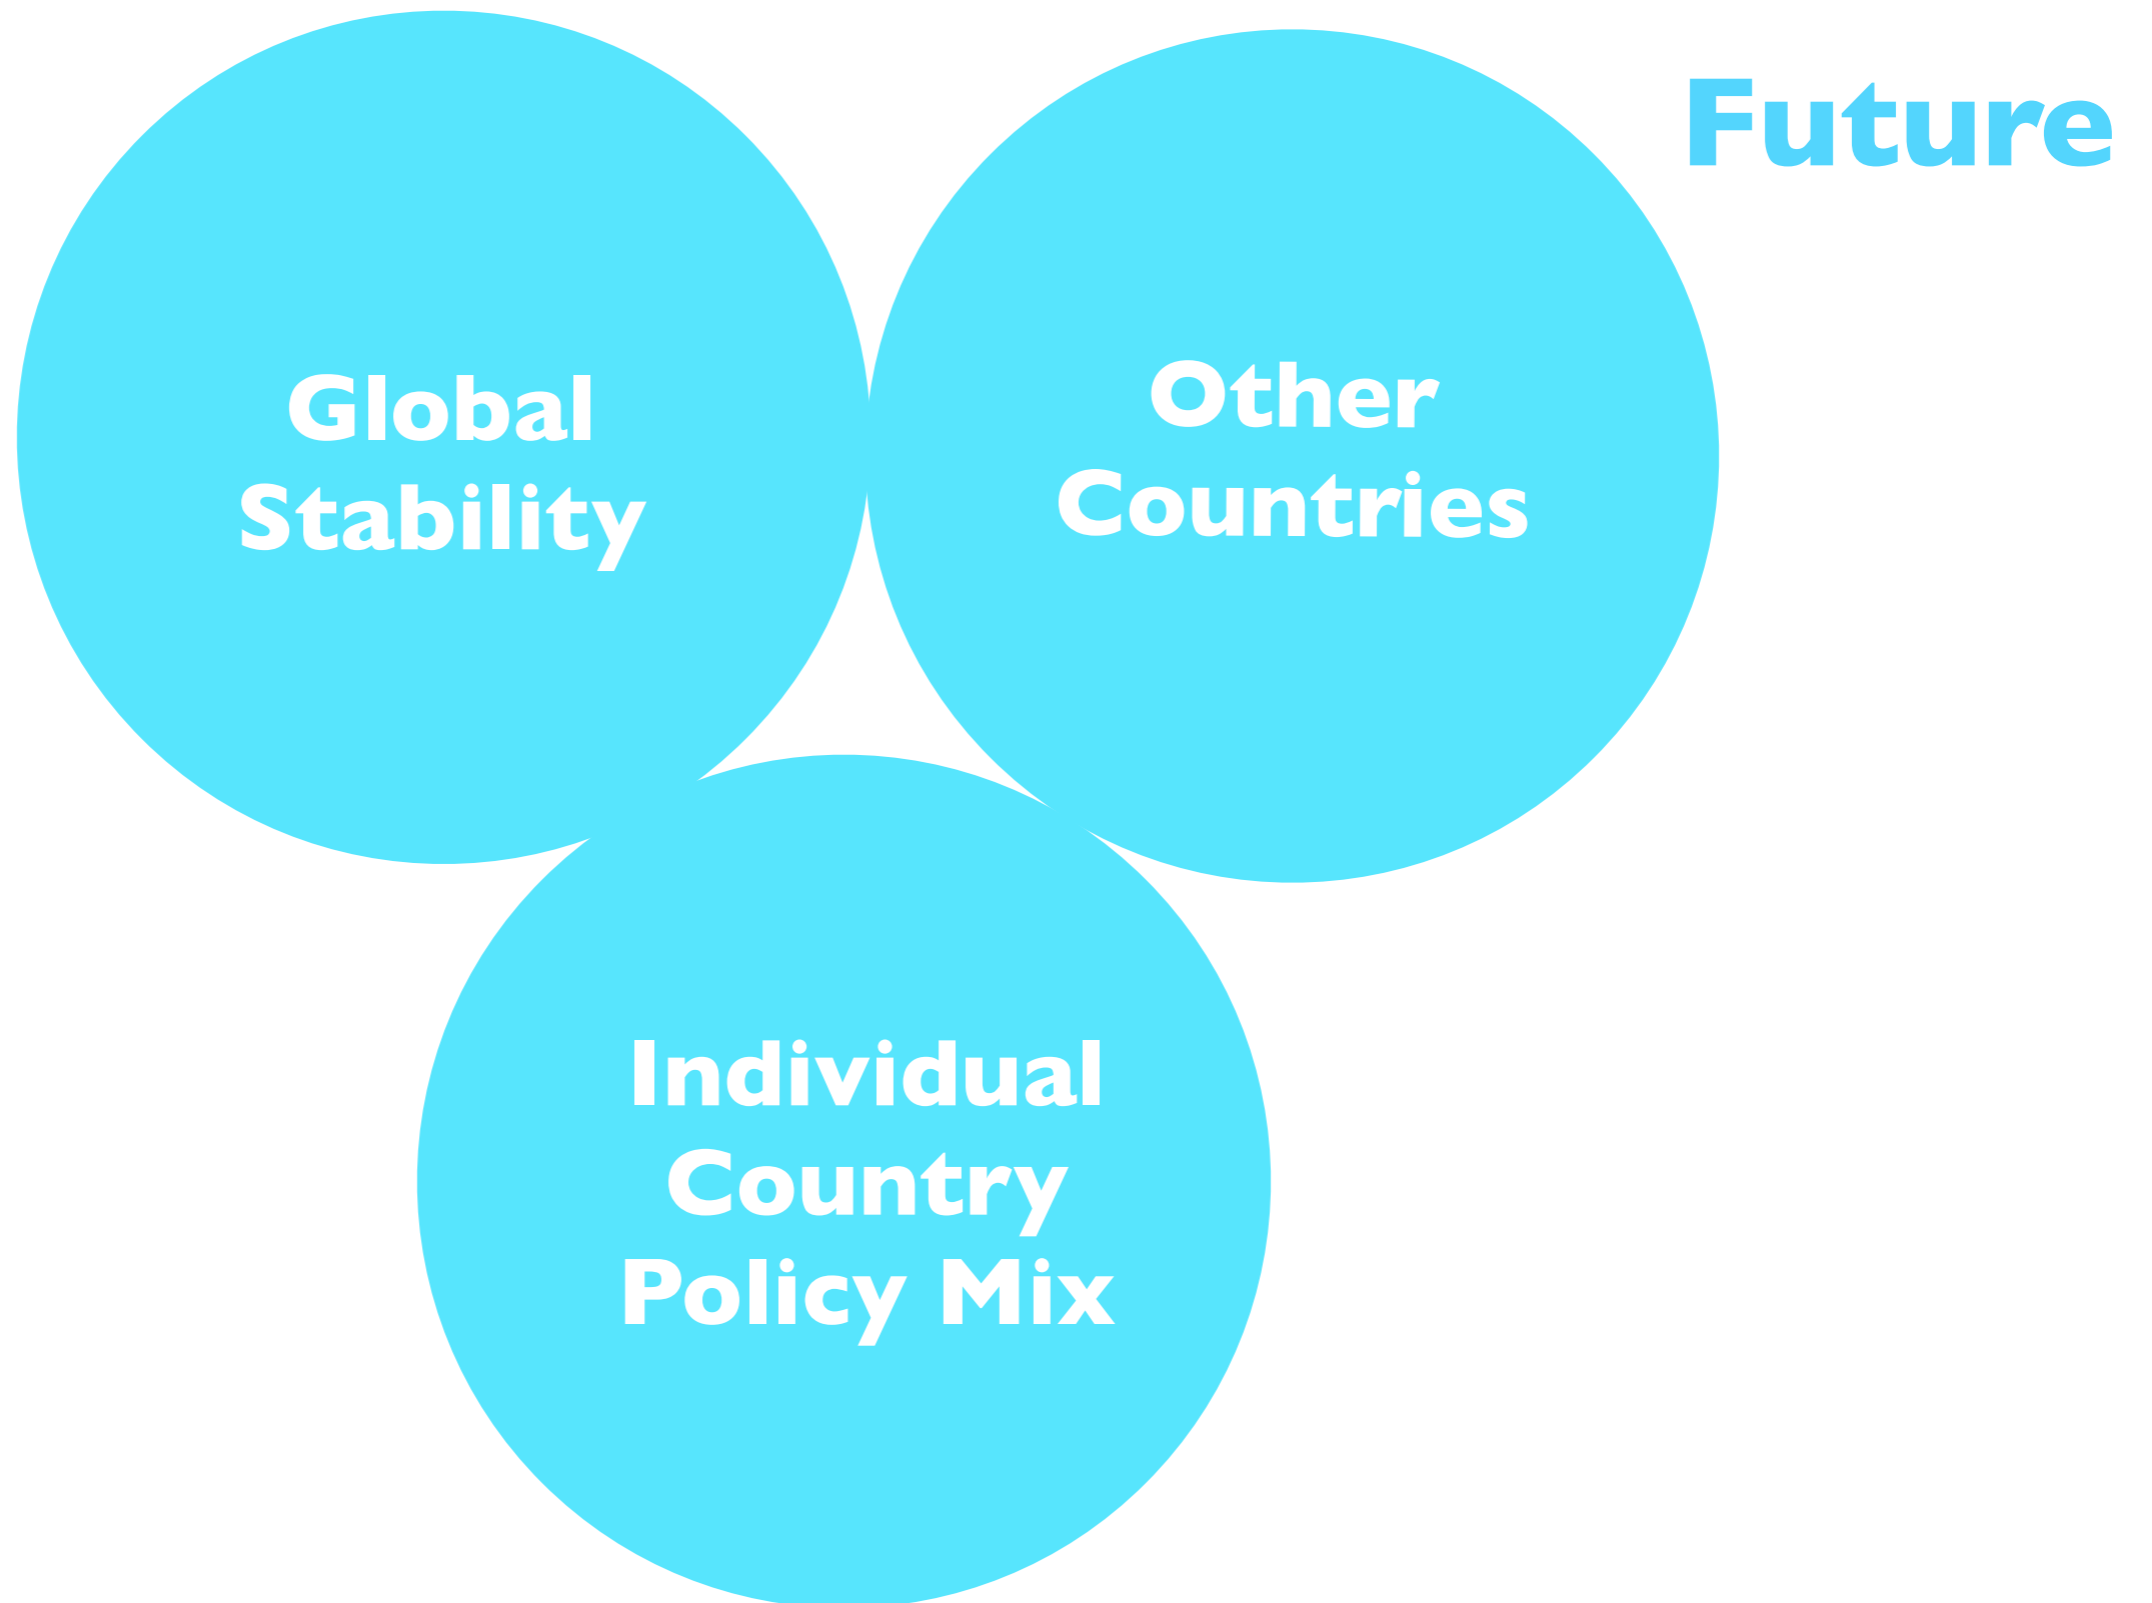 Future
Global
Stability
Other
Countries
Individual
Country
Policy Mix